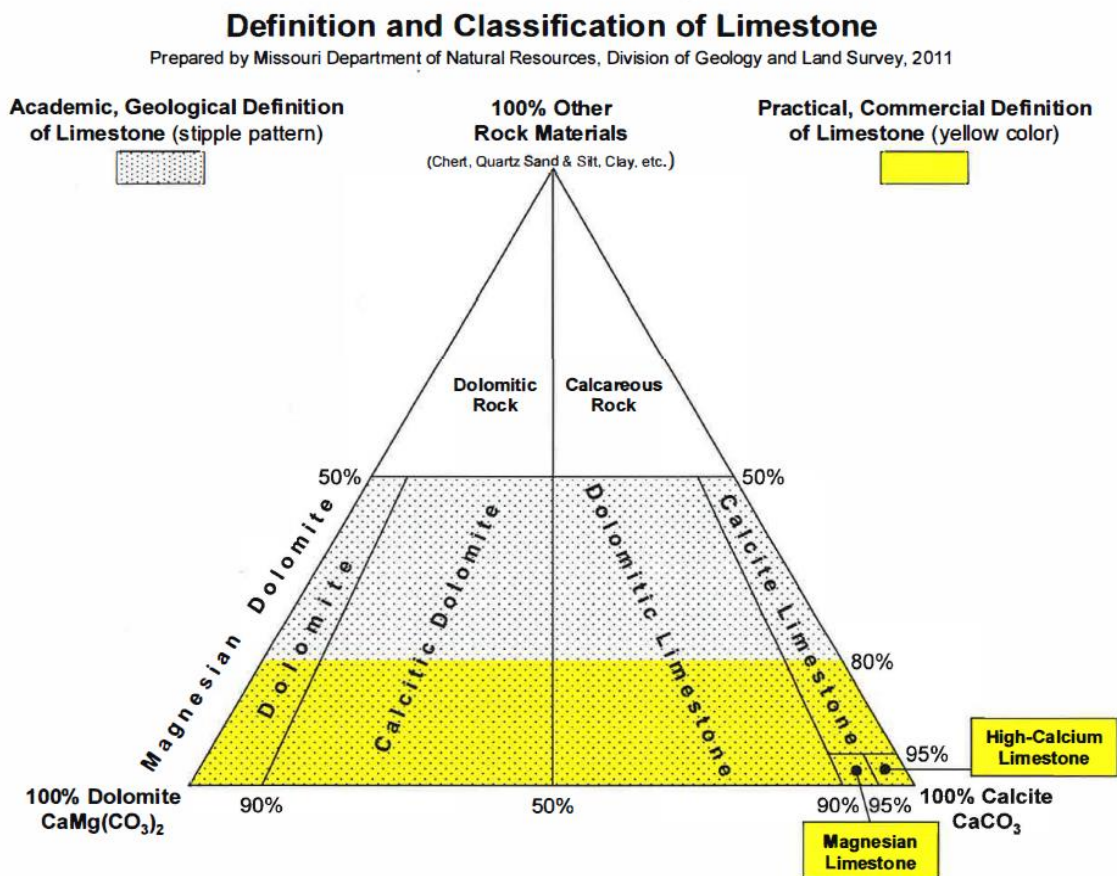 Definition and Classification of Limestone
Prepared by Missouri Department of Natural Resources, Division of Geology and Land Survey, 2011
Academic, Geological Definition
of Limestone (stipple pattern)
100% Other
Rock Materials
(Chert, Quartz Sand & Silt, Clay, etc.)
Practical, Commercial Definition
of Limestone (yellow color)
Dolomitic
Rock
Calcareous
Rock
50%
50%
Magnesian Dolomite
Dolomite
Calcitic Dolomite
Dolomitic Limestone
Calcite Limestone
80%
95%
High-Calcium
Limestone
100% Dolomite
CaMg(CO₃)₂
90%
50%
90%
95%
100% Calcite
CaCO₃
Magnesian
Limestone